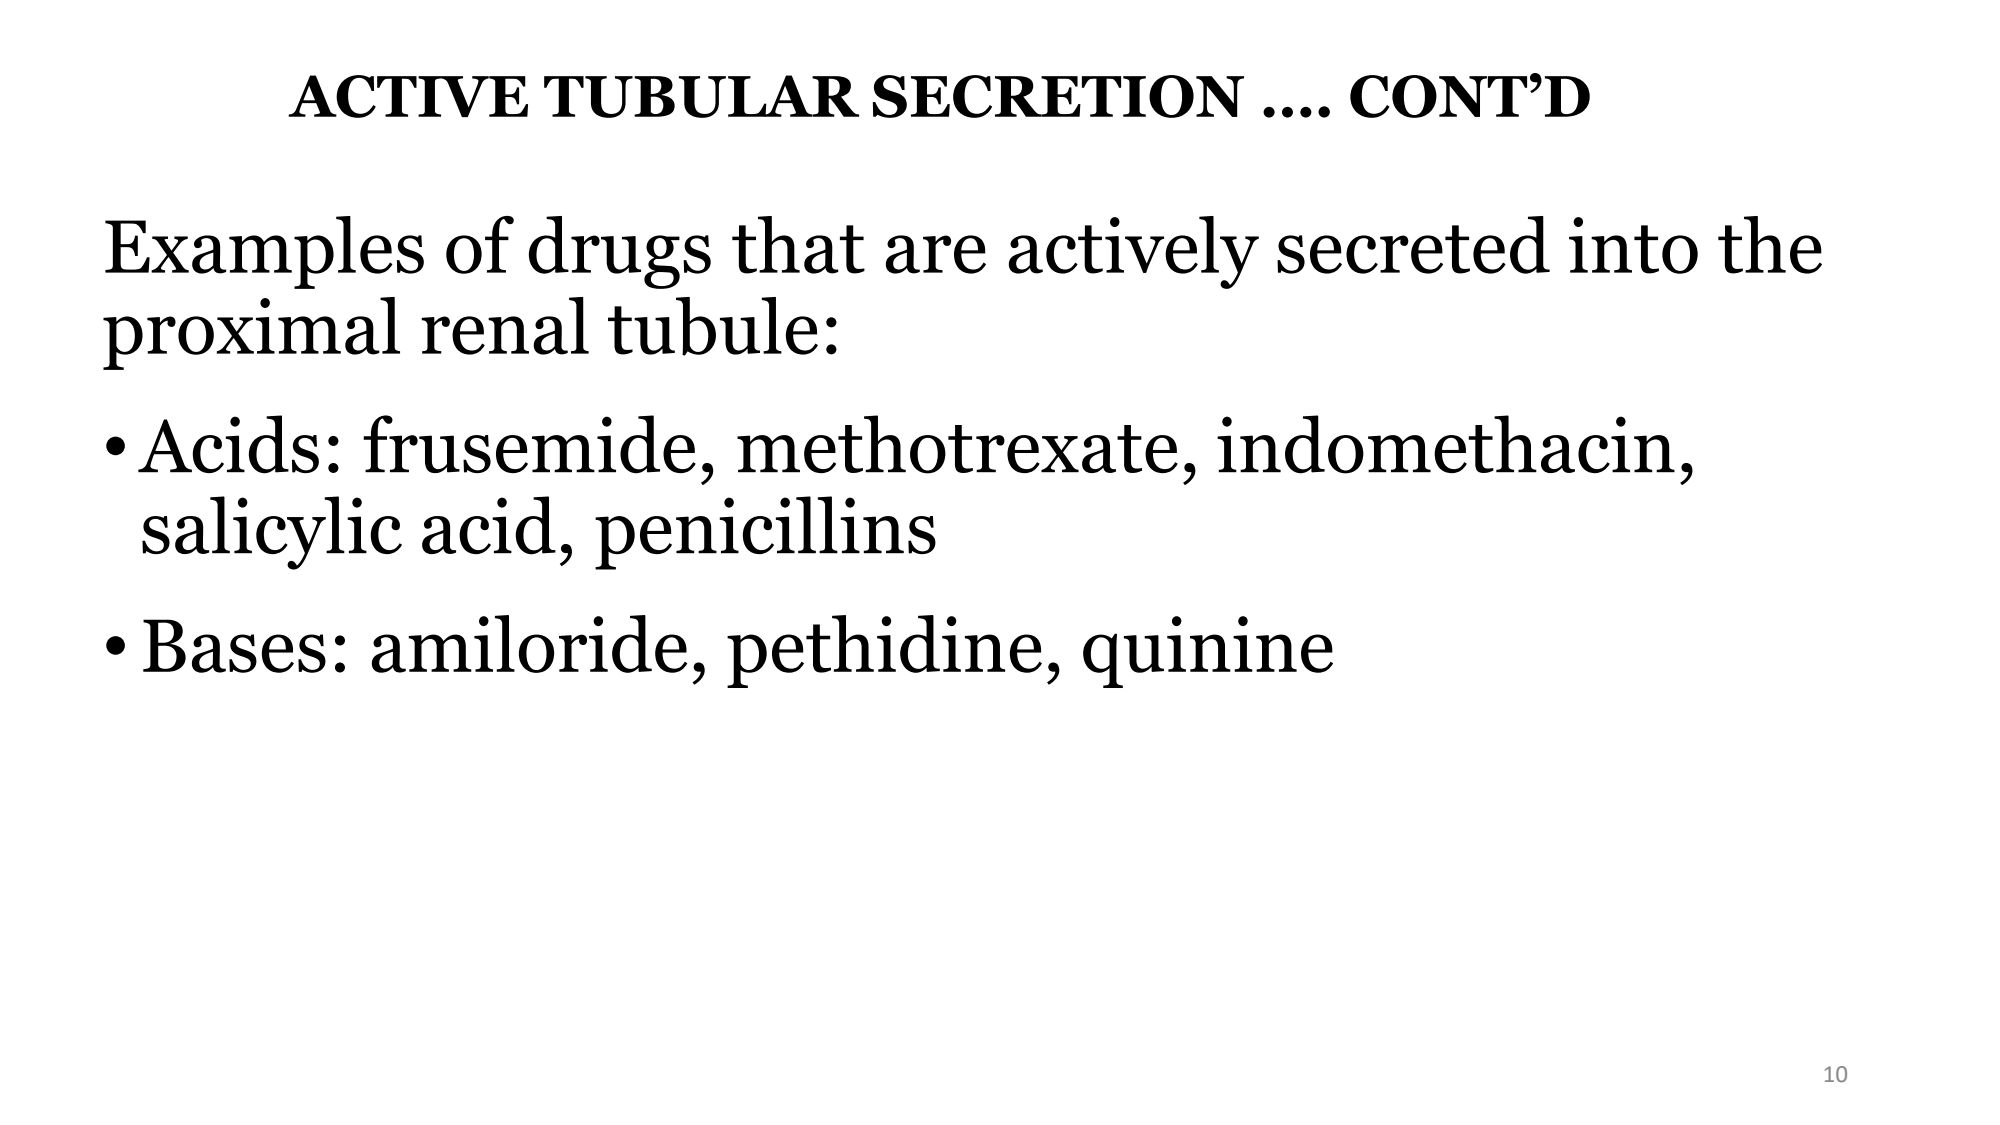 ACTIVE TUBULAR SECRETION .... CONT’D
Examples of drugs that are actively secreted into the
proximal renal tubule:
• Acids: frusemide, methotrexate, indomethacin,
salicylic acid, penicillins
• Bases: amiloride, pethidine, quinine
10